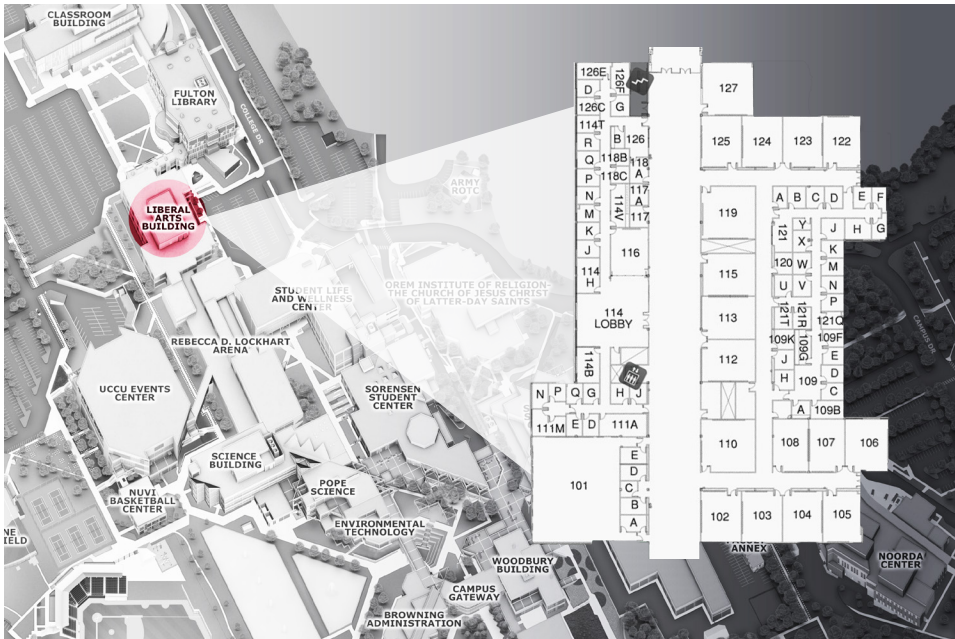 CLASSROOM
BUILDING
FULTON
LIBRARY
COLLEGE DR
LIBERAL
ARTS
BUILDING
ARMY
ROTC
STUDENT LIFE
AND WELLNESS
CENTER
OREM INSTITUTE OF RELIGION-
THE CHURCH OF JESUS CHRIST
OF LATTER-DAY SAINTS
REBECCA D. LOCKHART
ARENA
UCCU EVENTS
CENTER
SORENSEN
STUDENT
CENTER
SCIENCE
BUILDING
NUVI
BASKETBALL
CENTER
POPE
SCIENCE
ENVIRONMENTAL
TECHNOLOGY
WOODBURY
BUILDING
CAMPUS
GATEWAY
BROWNING
ADMINISTRATION
ANNEX
NOORDA
CENTER
CAMPUS DR
NE
IELD
126E
D
126C
126F
G
114T
R
Q
P
N
M
K
J
114
H
B
126
118B
118
A
118C
117
A
117
114V
116
114
LOBBY
114B
H
J
N
P
Q
G
111M
E
D
111A
101
E
D
C
B
A
127
125
124
123
122
119
115
113
112
110
A
B
C
D
E
F
G
H
J
K
M
N
P
121Q
121
Y
X
120
W
U
V
121T
121R
109K
109G
109F
J
E
H
D
109
C
A
109B
108
107
106
102
103
104
105